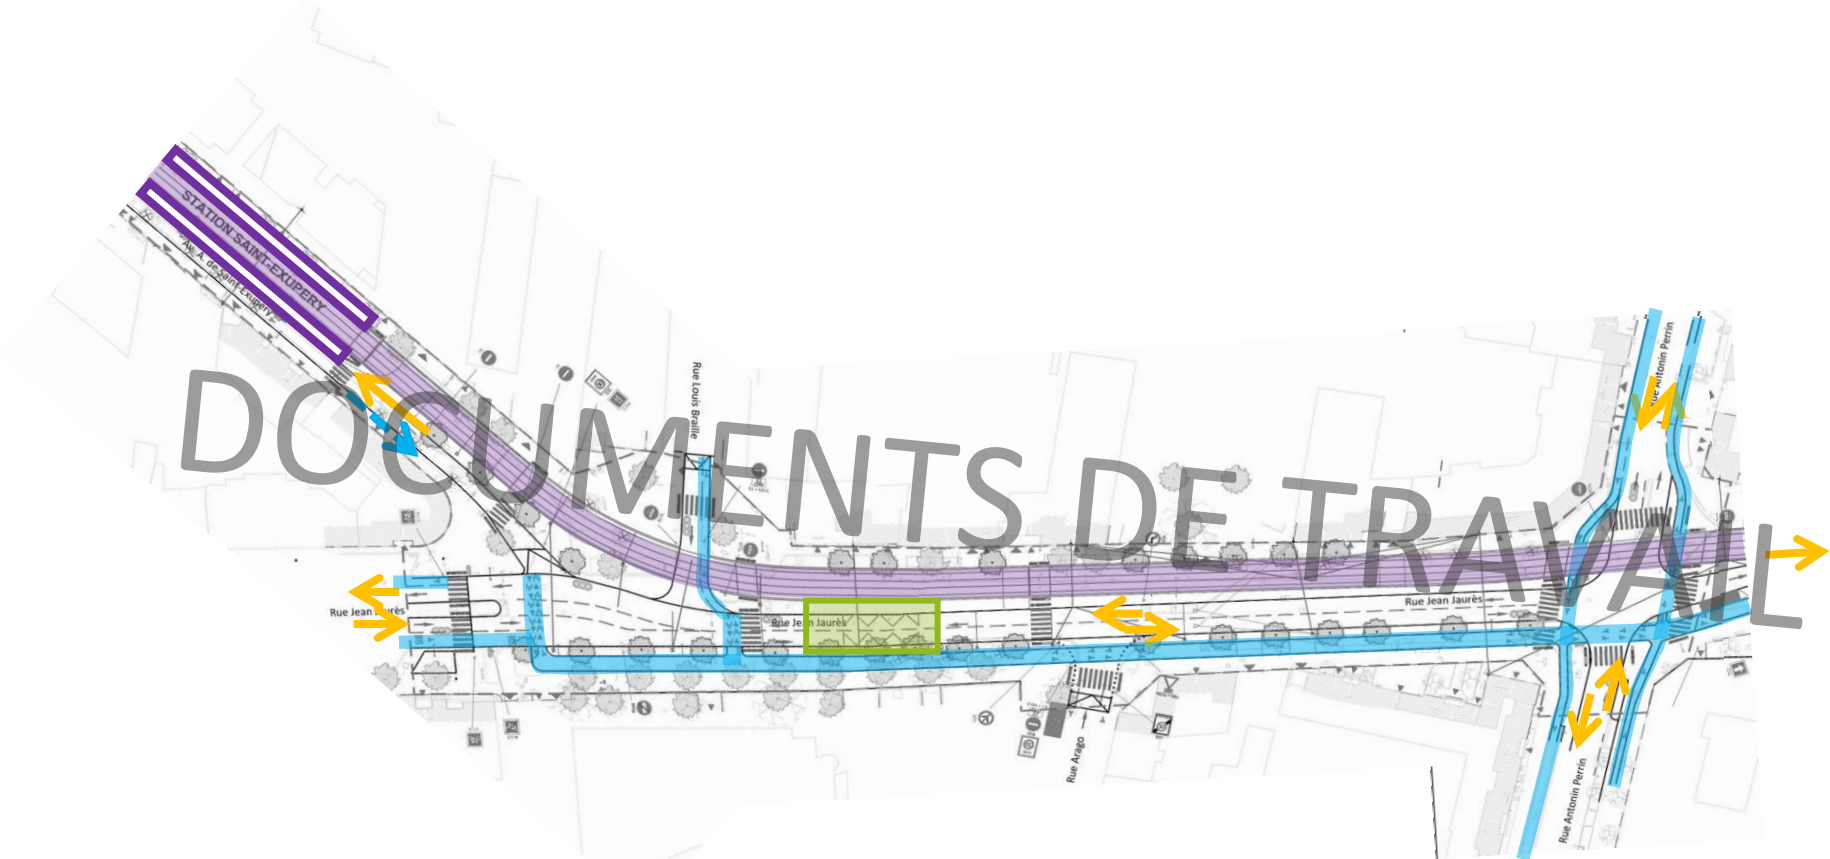 STATION SAINT-EXUPERY
Av. A. de Saint-Exupéry
DOCUMENTS DE TRAVAIL
Rue Louis Braille
Rue Antonin Perrin
Rue Jean Jaurès
Rue Jean Jaurès
Rue Jean Jaurès
Rue Arago
Rue Antonin Perrin